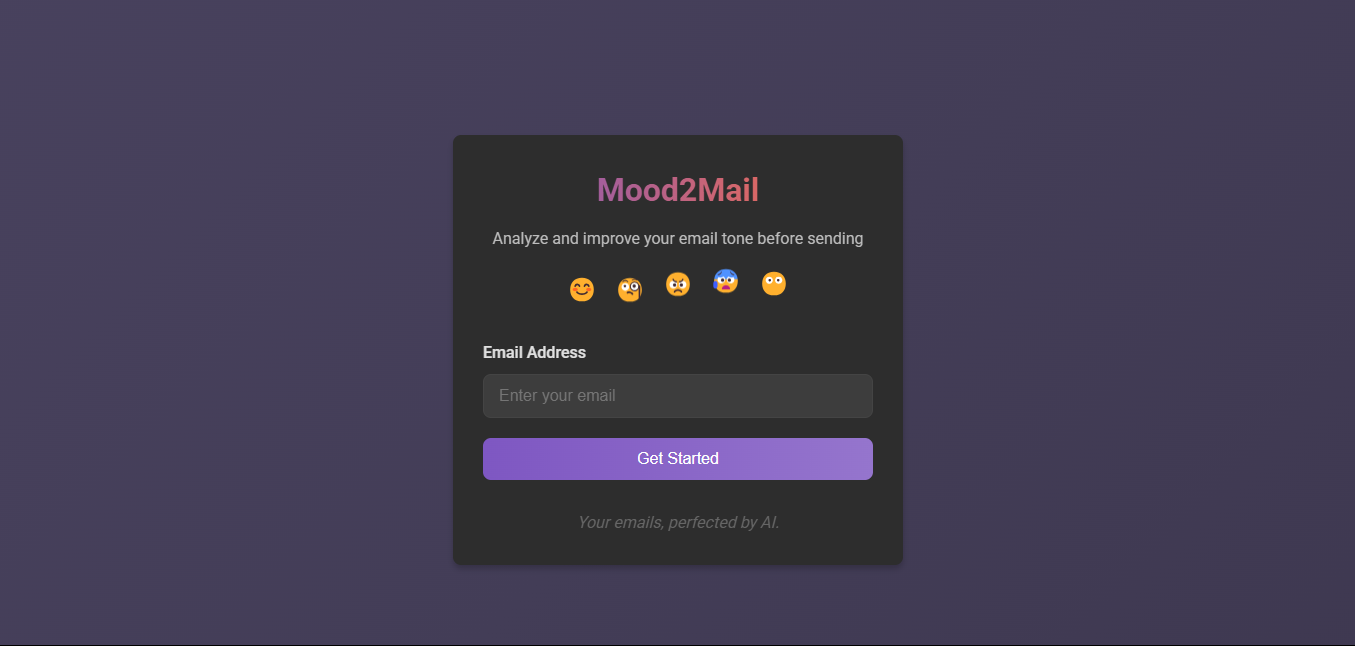 Mood2Mail
Analyze and improve your email tone before sending
Email Address
Enter your email
Get Started
Your emails, perfected by AI.